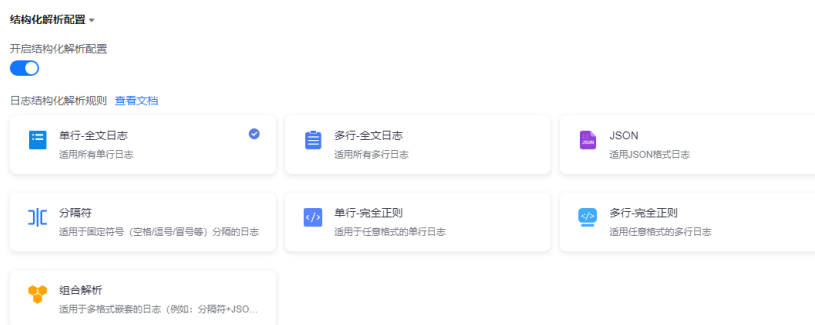 结构化解析配置
开启结构化解析配置
日志结构化解析规则 查看文档
单行-全文日志
适用所有单行日志
多行-全文日志
适用所有多行日志
JSON
JSON
适用JSON格式日志
分隔符
适用于固定符号（空格/逗号/冒号等）分隔的日志
单行-完全正则
适用于任意格式的单行日志
多行-完全正则
适用任意格式的多行日志
组合解析
适用于多格式嵌套的日志（例如：分隔符+JSO...